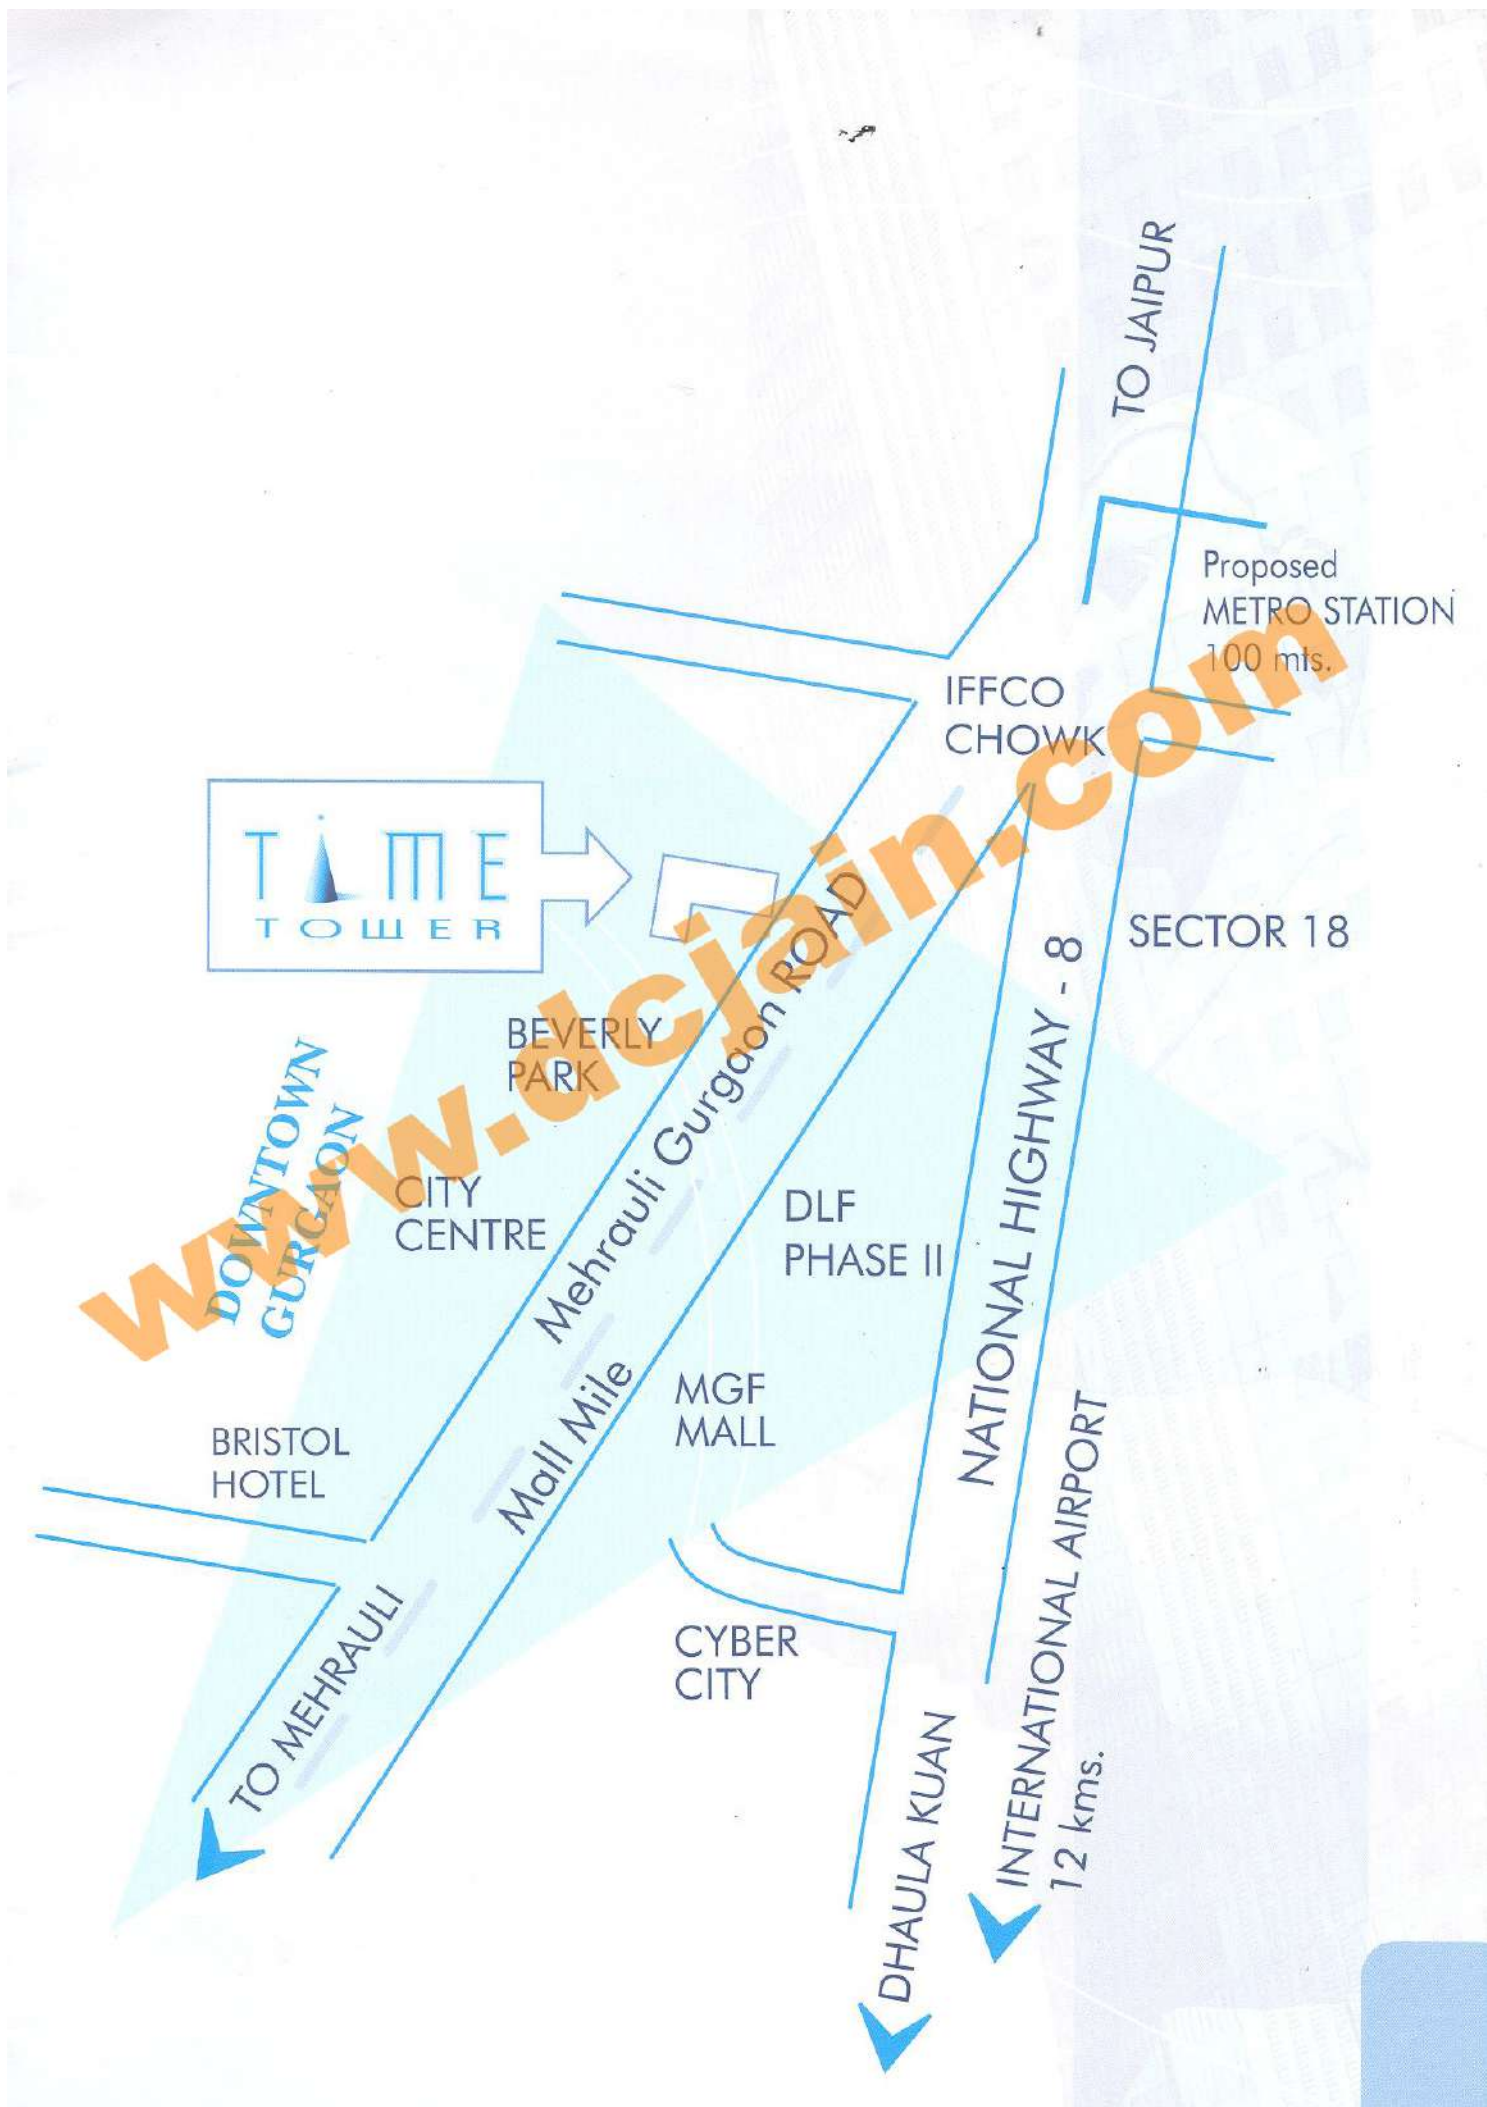 TO JAIPUR
Proposed
METRO STATION
100 mts.
IFFCO
CHOWK
TIME
TOWER
SECTOR 18
Mehrauli Gurgaon ROAD
NATIONAL HIGHWAY - 8
BEVERLY
PARK
DOWNTOWN
GURGAON
CITY
CENTRE
DLF
PHASE II
Mall Mile
MGF
MALL
BRISTOL
HOTEL
TO MEHRAULI
CYBER
CITY
DHAULA KUAN
INTERNATIONAL AIRPORT
12 kms.
www.dcjain.com